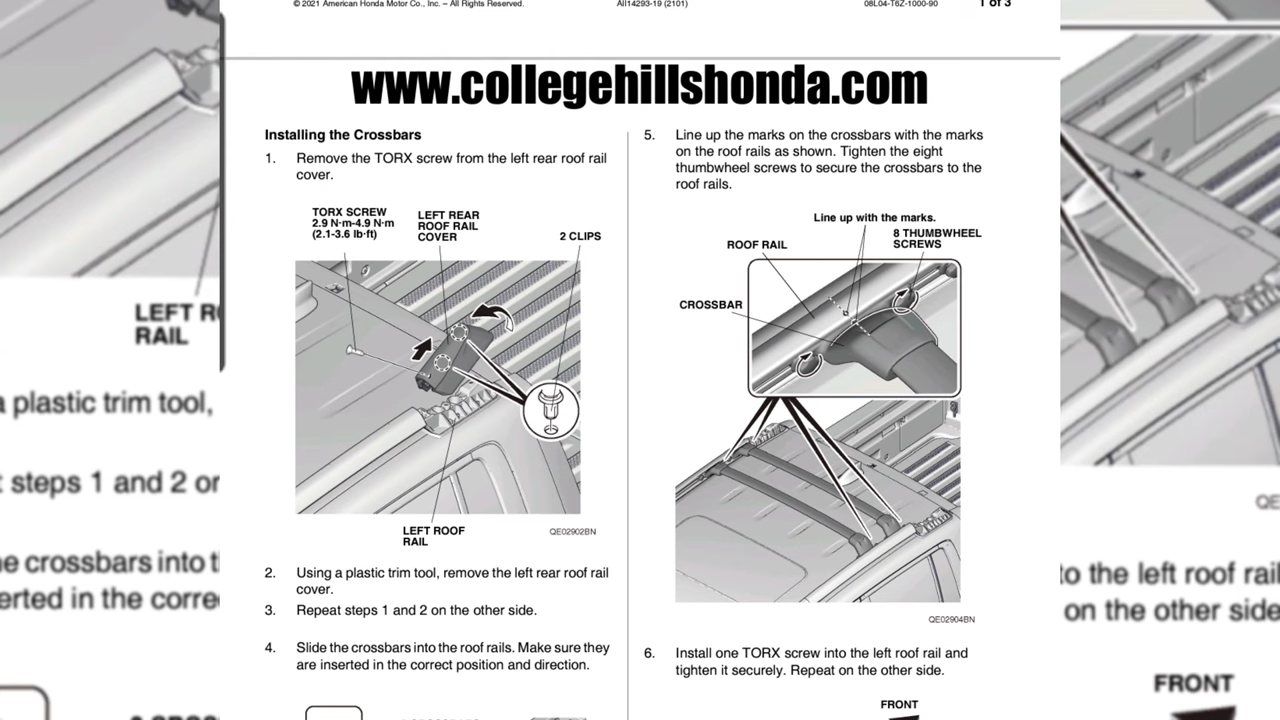 © 2021 American Honda Motor Co., Inc. – All Rights Reserved.
AII14293-19 (2101)
08L04-T6Z-1000-90
1 of 3
www.collegehillshonda.com
Installing the Crossbars
1. Remove the TORX screw from the left rear roof rail
cover.
TORX SCREW
2.9 N·m-4.9 N·m
(2.1-3.6 lb·ft)
LEFT REAR
ROOF RAIL
COVER
2 CLIPS
LEFT ROOF
RAIL
QE02902BN
2. Using a plastic trim tool, remove the left rear roof rail
cover.
3. Repeat steps 1 and 2 on the other side.
4. Slide the crossbars into the roof rails. Make sure they
are inserted in the correct position and direction.
5. Line up the marks on the crossbars with the marks
on the roof rails as shown. Tighten the eight
thumbwheel screws to secure the crossbars to the
roof rails.
Line up with the marks.
8 THUMBWHEEL
SCREWS
ROOF RAIL
CROSSBAR
QE02904BN
6. Install one TORX screw into the left roof rail and
tighten it securely. Repeat on the other side.
FRONT
LEFT R
RAIL
a plastic trim tool,
steps 1 and 2 or
e crossbars into t
erted in the corre
QE
to the left roof rail
on the other side
FRONT